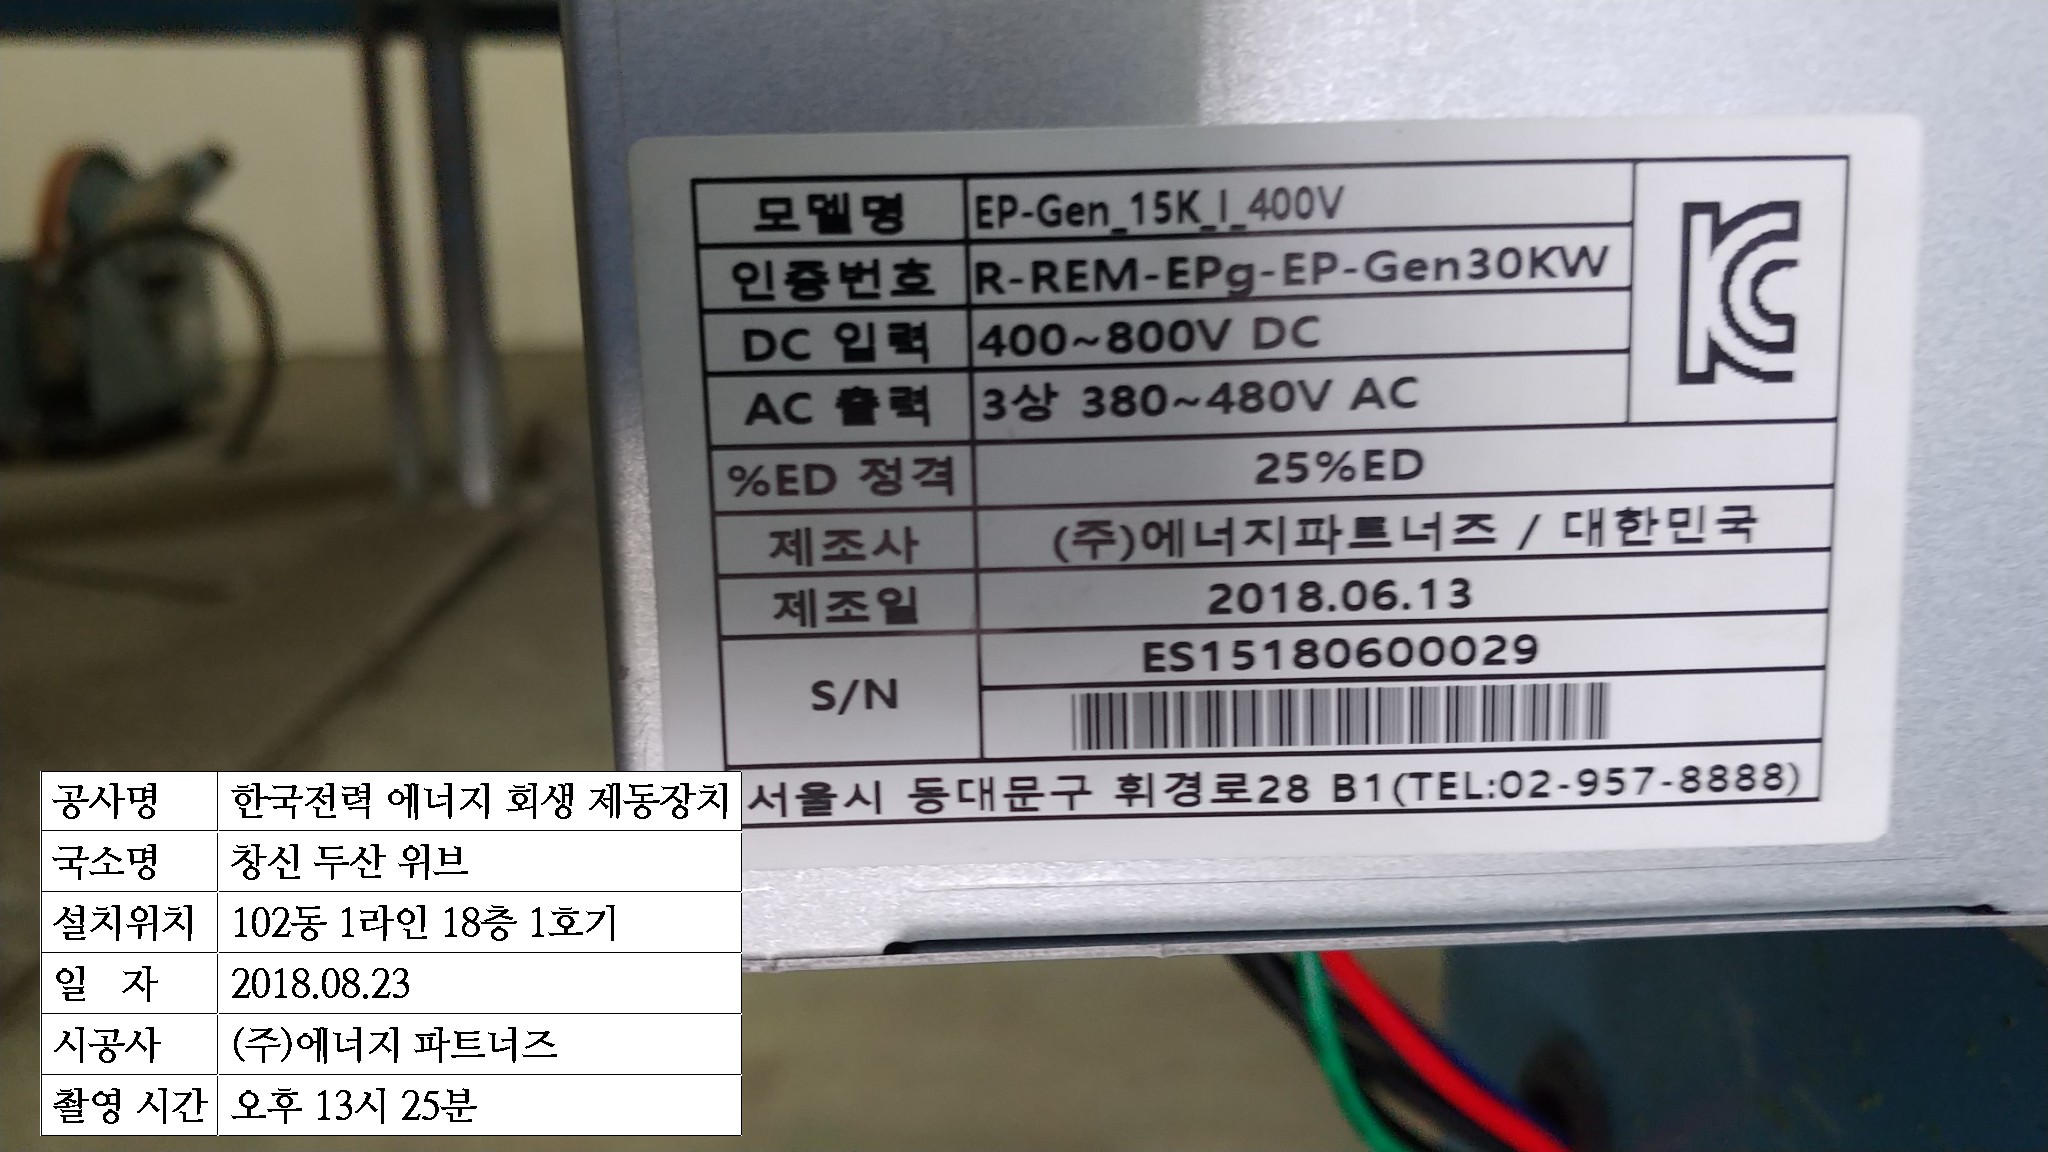 모델명 EP-Gen_15K_I_400V
인증번호 R-REM-EPg-EP-Gen30KW
DC 입력 400~800V DC
AC 출력 3상 380~480V AC
%ED 정격 25%ED
제조사 (주)에너지파트너즈 / 대한민국
제조일 2018.06.13
S/N ES15180600029
서울시 동대문구 휘경로28 B1(TEL:02-957-8888)
공사명 한국전력 에너지 회생 제동장치
국소명 창신 두산 위브
설치위치 102동 1라인 18층 1호기
일 자 2018.08.23
시공사 (주)에너지 파트너즈
촬영 시간 오후 13시 25분